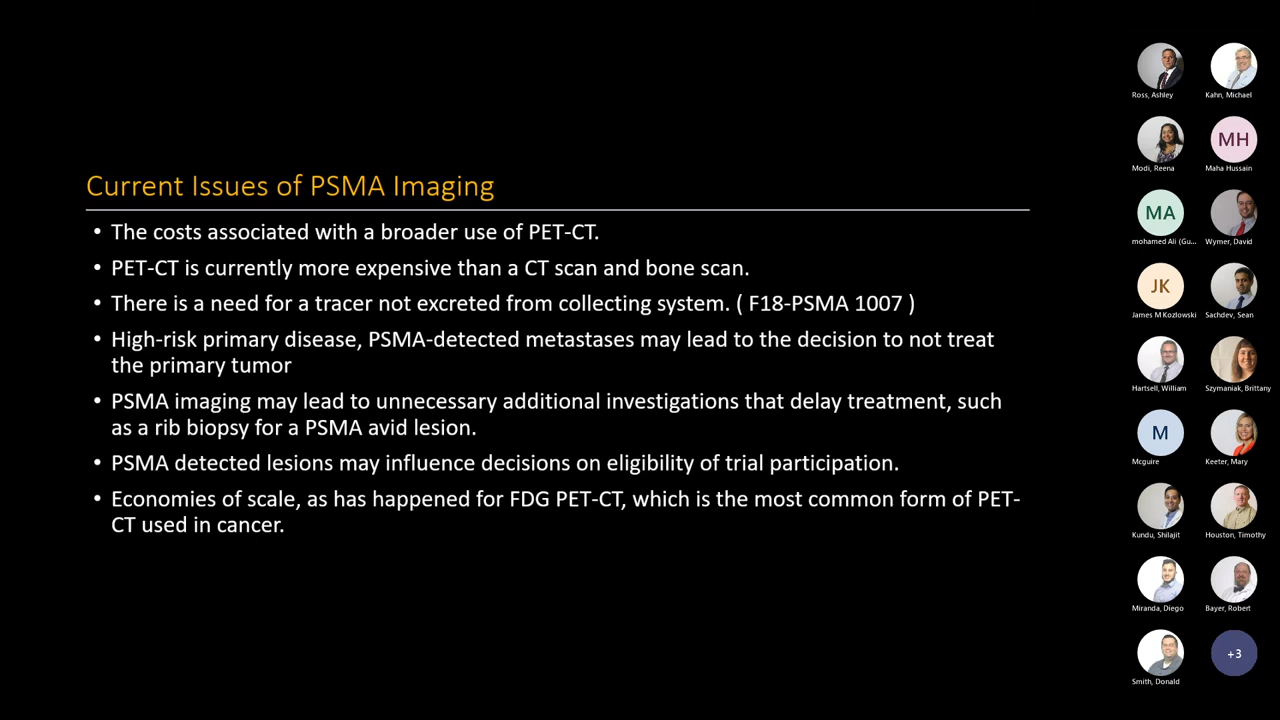 Current Issues of PSMA Imaging
• The costs associated with a broader use of PET-CT.
• PET-CT is currently more expensive than a CT scan and bone scan.
• There is a need for a tracer not excreted from collecting system. ( F18-PSMA 1007 )
• High-risk primary disease, PSMA-detected metastases may lead to the decision to not treat
the primary tumor
• PSMA imaging may lead to unnecessary additional investigations that delay treatment, such
as a rib biopsy for a PSMA avid lesion.
• PSMA detected lesions may influence decisions on eligibility of trial participation.
• Economies of scale, as has happened for FDG PET-CT, which is the most common form of PET-
CT used in cancer.
Ross, Ashley
Kahn, Michael
Modi, Reena
MH
Maha Hussain
MA
mohamed Ali (Gu...
Wymer, David
JK
James M Kozlowski
Sachdev, Sean
Hartsell, William
Szymaniak, Brittany
M
Mcguire
Keeter, Mary
Kundu, Shilajit
Houston, Timothy
Miranda, Diego
Bayer, Robert
Smith, Donald
+3